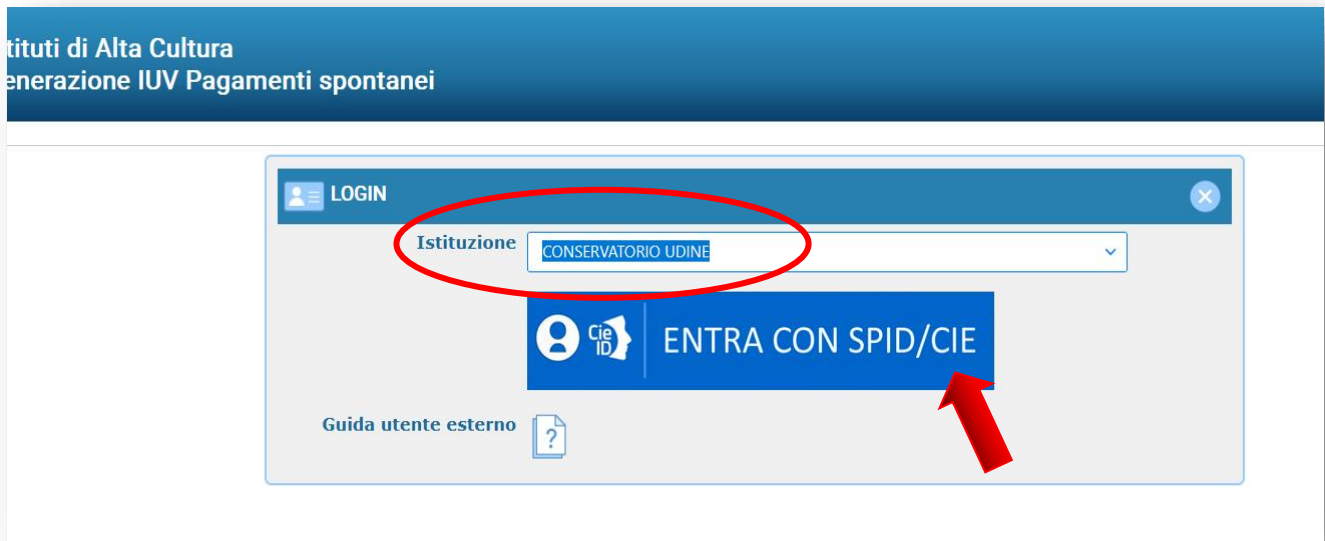 tituti di Alta Cultura
enerazione IUV Pagamenti spontanei
LOGIN
Istituzione CONSERVATORIO UDINE
Cie ID ENTRA CON SPID/CIE
Guida utente esterno ?